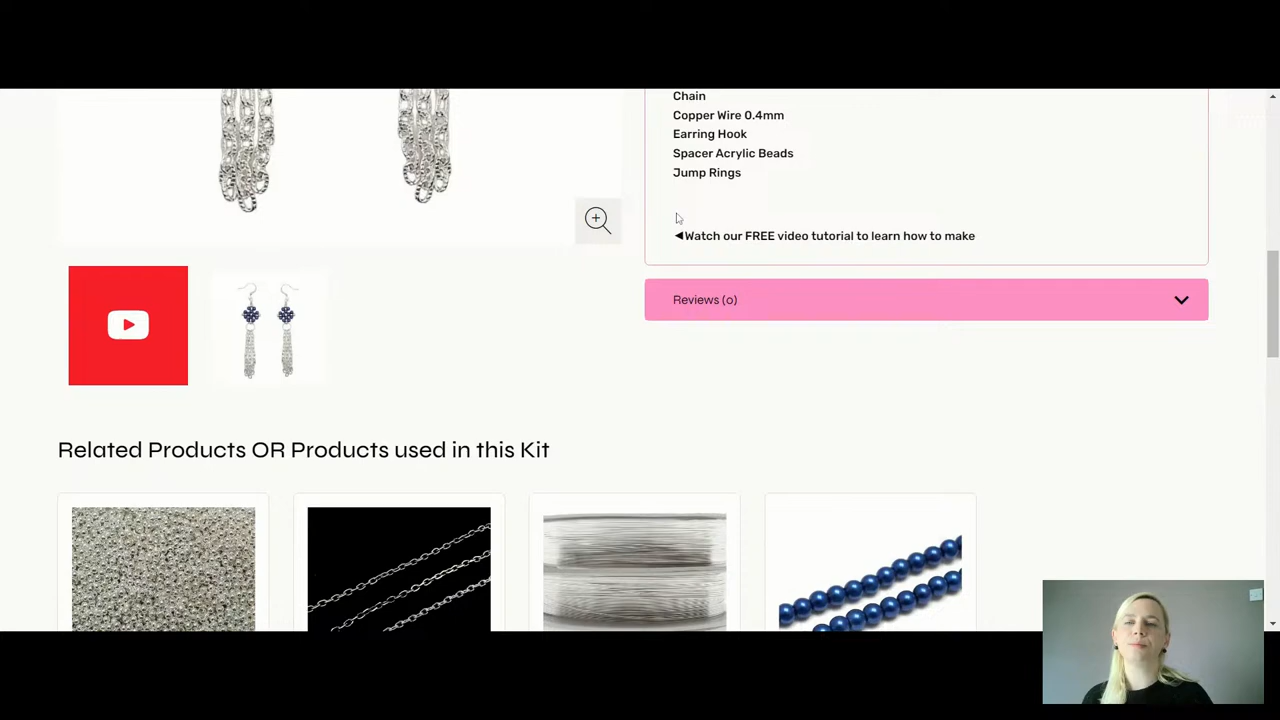 Chain
Copper Wire 0.4mm
Earring Hook
Spacer Acrylic Beads
Jump Rings
◄Watch our FREE video tutorial to learn how to make
Reviews (0)
Related Products OR Products used in this Kit